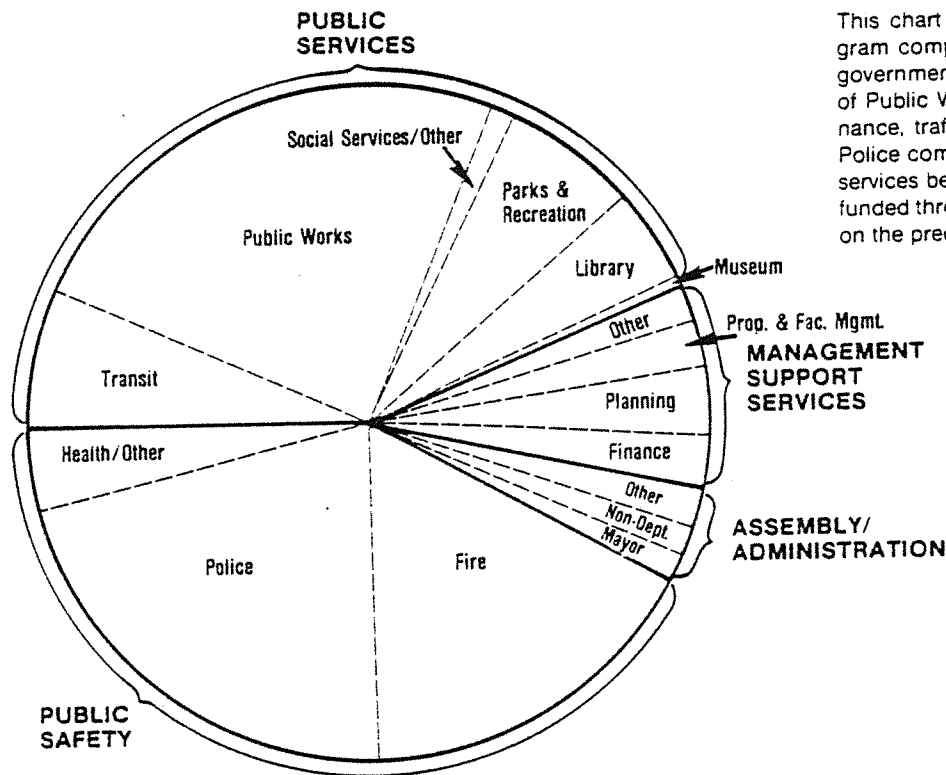 PUBLIC
SERVICES
Social Services/Other
Parks &
Recreation
Public Works
Library
Museum
Other
Prop. & Fac. Mgmt.
MANAGEMENT
SUPPORT
SERVICES
Transit
Planning
Finance
Health/Other
Other
Non-Dept.
Mayor
ASSEMBLY/
ADMINISTRATION
Police
Fire
PUBLIC
SAFETY
This chart
gram comp
government
of Public W
nance, traf
Police com
services be
funded thre
on the prec